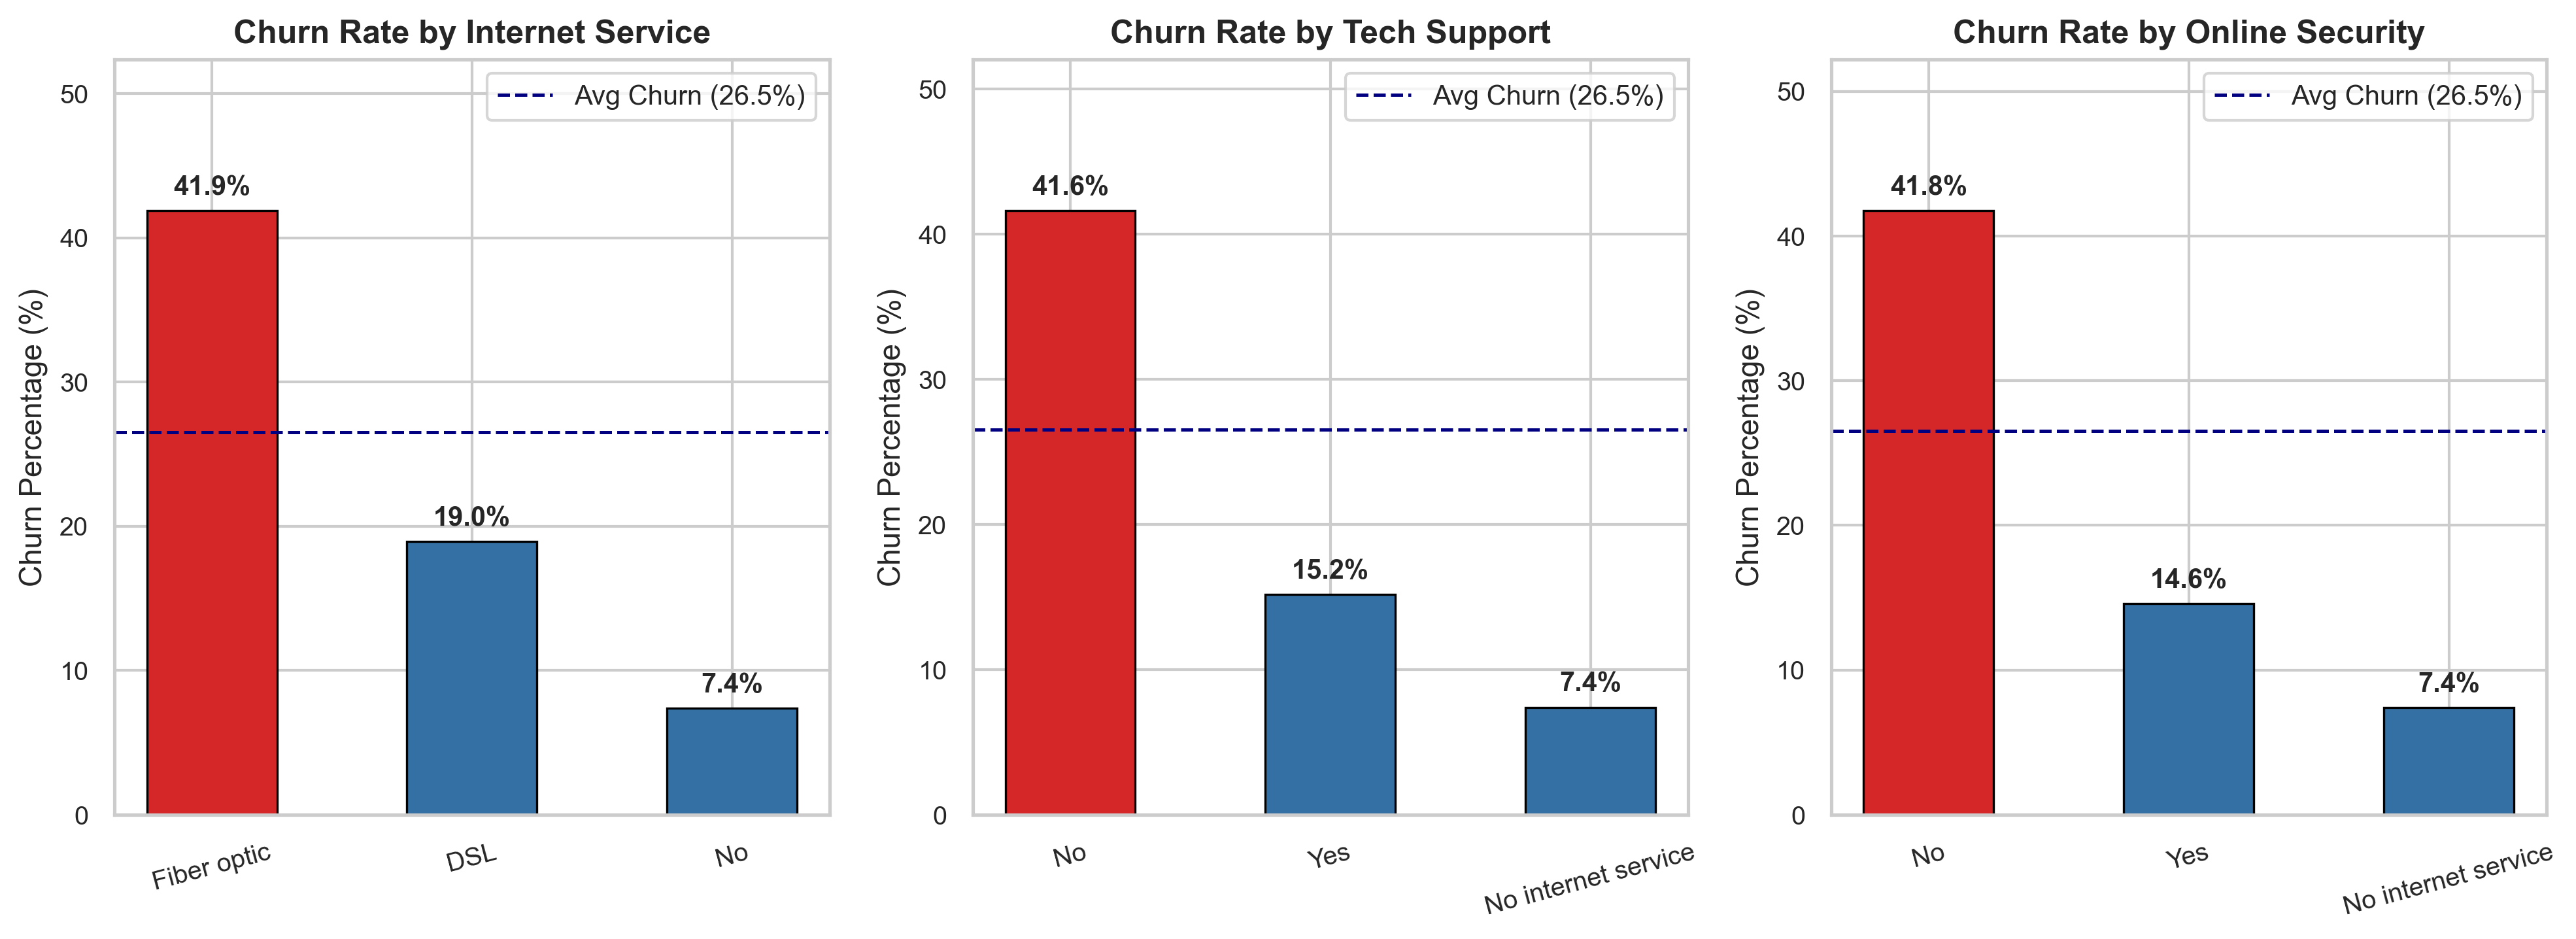 Churn Rate by Internet Service
Avg Churn (26.5%)
Churn Percentage (%)
50
40
30
20
10
0
41.9%
19.0%
7.4%
Fiber optic
DSL
No
Churn Rate by Tech Support
Avg Churn (26.5%)
Churn Percentage (%)
50
40
30
20
10
0
41.6%
15.2%
7.4%
No
Yes
No internet service
Churn Rate by Online Security
Avg Churn (26.5%)
Churn Percentage (%)
50
40
30
20
10
0
41.8%
14.6%
7.4%
No
Yes
No internet service